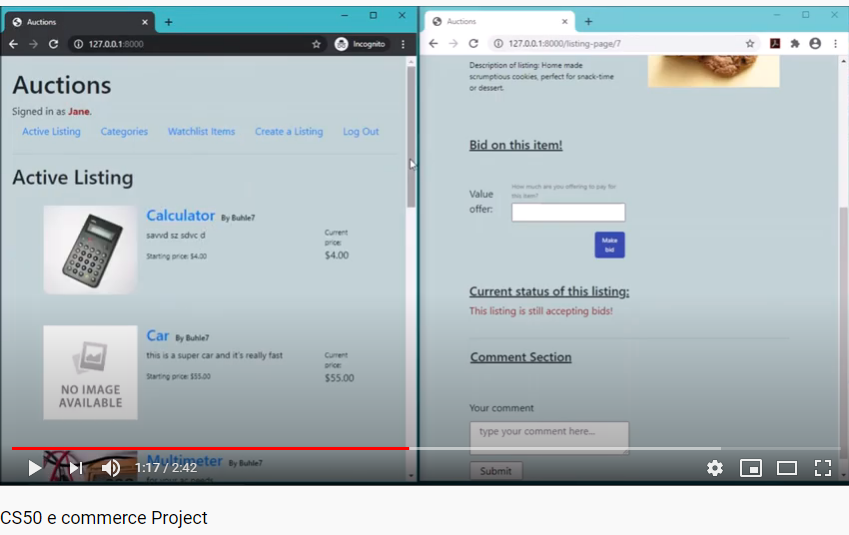 Auctions
127.0.0.1:8000
Incognito
Auctions
Signed in as Jane.
Active Listing Categories Watchlist Items Create a Listing Log Out
Active Listing
Calculator By Buhle7
savvd sz sdvc d
Starting price: $4.00
Current
price:
$4.00
NO IMAGE
AVAILABLE
Car By Buhle7
this is a super car and it's really fast
Starting price: $55.00
Current
price:
$55.00
Multimeter By Buhle7
for your ac needs
Auctions
127.0.0.1:8000/listing-page/7
Description of listing: Home made
scrumptious cookies, perfect for snack-time
or dessert.
Bid on this item!
Value
offer:
How much are you offering to pay for
this item?
Make
bid
Current status of this listing:
This listing is still accepting bids!
Comment Section
Your comment
type your comment here...
Submit
1:17 / 2:42
CS50 e commerce Project